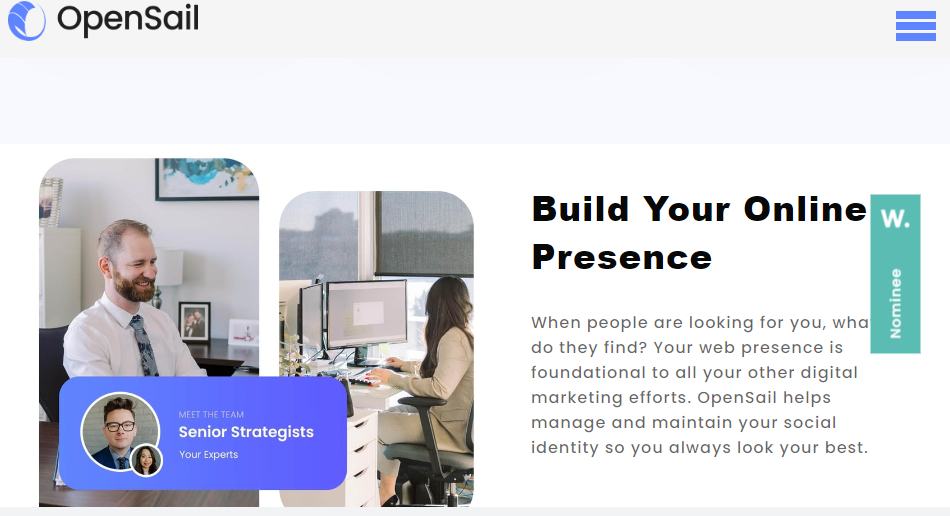 OpenSail
Build Your Online
Presence
W.
Nominee
When people are looking for you, wha
do they find? Your web presence is
foundational to all your other digital
marketing efforts. OpenSail helps
manage and maintain your social
identity so you always look your best.
MEET THE TEAM
Senior Strategists
Your Experts